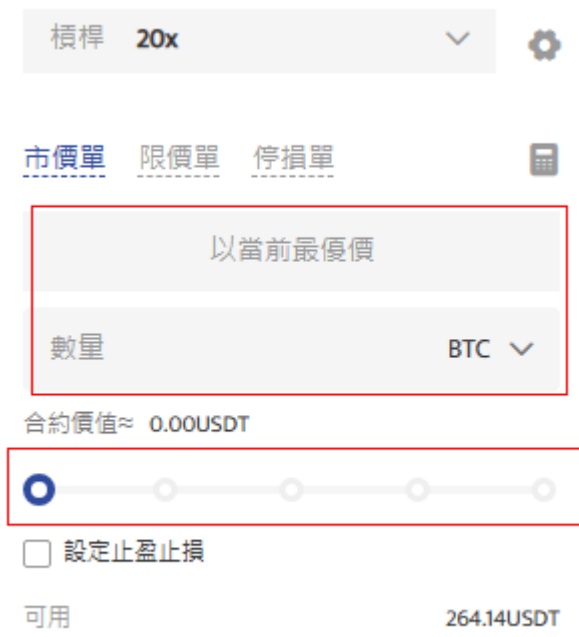 槓桿 20x
市價單 限價單 停損單
以當前最優價
數量 BTC
合約價值≈ 0.00USDT
設定止盈止損
可用 264.14USDT